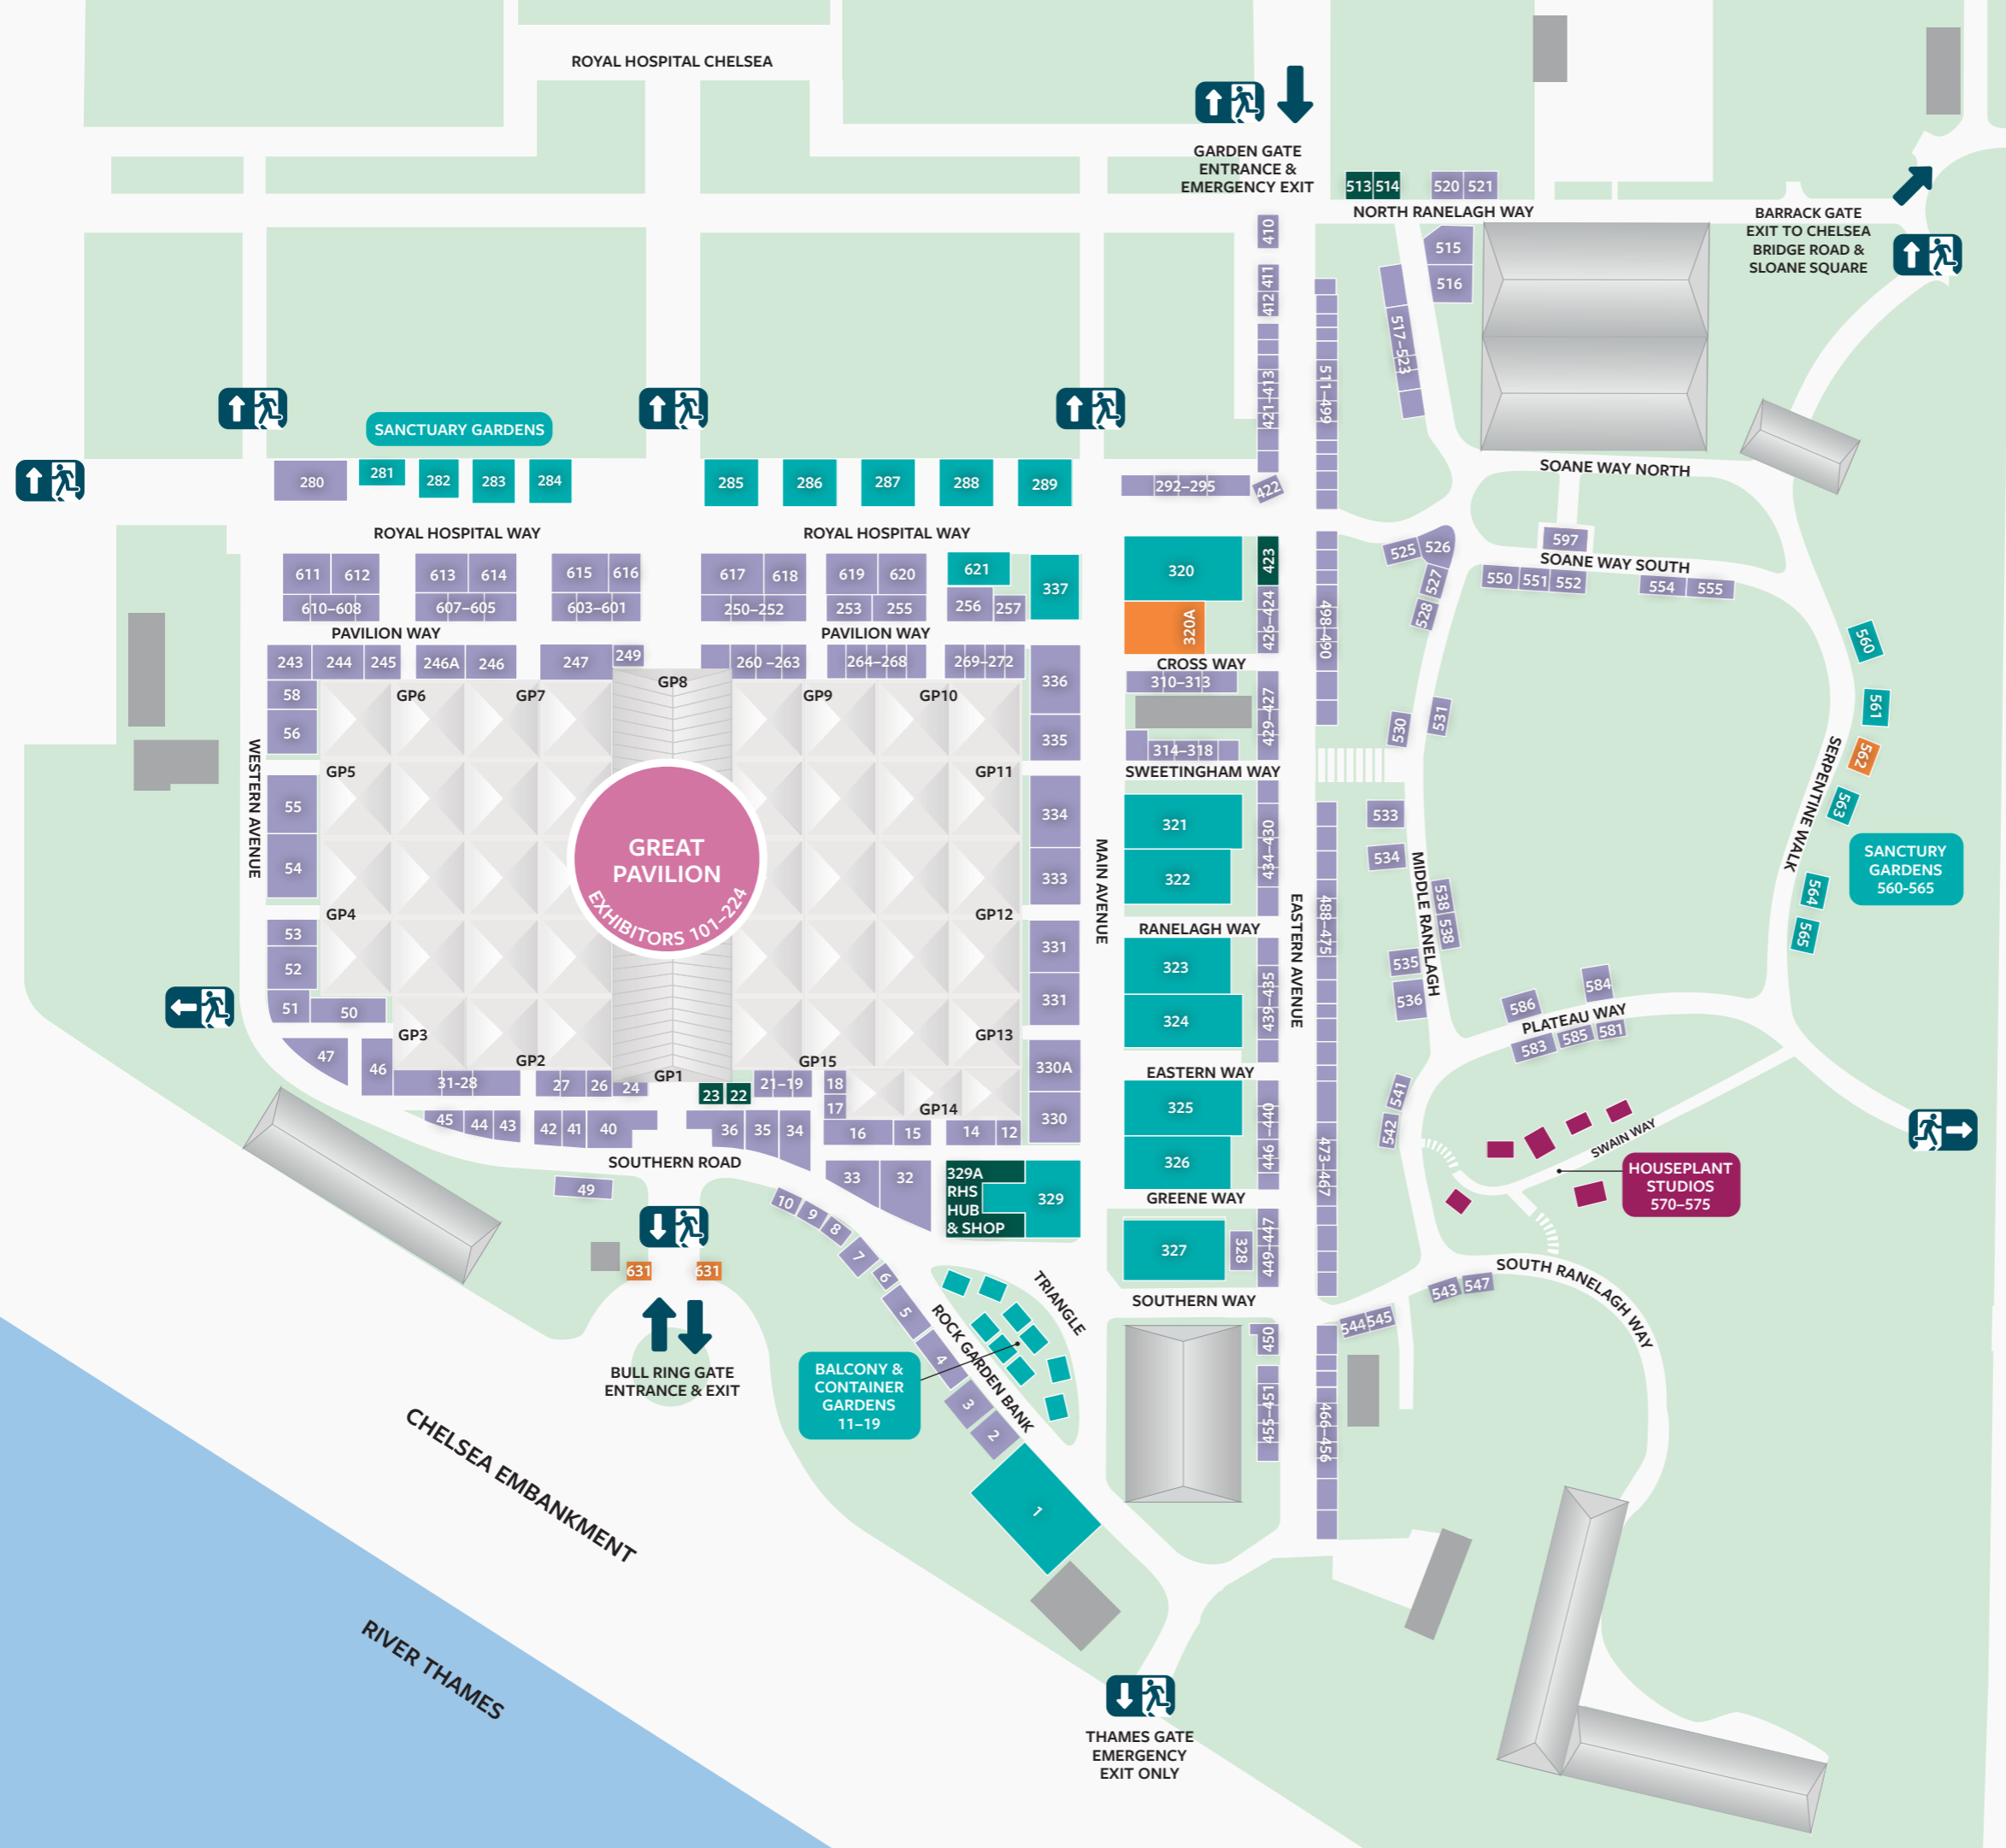 ROYAL HOSPITAL CHELSEA
GARDEN GATE
ENTRANCE &
EMERGENCY EXIT
513 514
520 521
NORTH RANELAGH WAY
BARRACK GATE
EXIT TO CHELSEA
BRIDGE ROAD &
SLOANE SQUARE
410
411
412
421–413
422
511–499
515
516
517–523
SOANE WAY NORTH
SANCTUARY GARDENS
280
281
282
283
284
285
286
287
288
289
292–295
ROYAL HOSPITAL WAY
ROYAL HOSPITAL WAY
611 612
613 614
615 616
617 618
619 620
621
337
610–608
607–605
603–601
250–252
253 255
256 257
PAVILION WAY
PAVILION WAY
243 244 245
246A 246
247 249
260 –263
264–268
269–272
336
335
334
333
331
331
330A
330
58
56
55
54
53
52
51
50
47
46
WESTERN AVENUE
GP6
GP7
GP8
GP9
GP10
GP5
GP11
GP4
GP12
GP3
GP13
GP2
GP1
GP15
GP14
GREAT
PAVILION
EXHIBITORS 101–224
31-28
27 26 24
23 22
21–19
18
17
45 44 43
42 41 40
36 35 34
16 15
14 12
SOUTHERN ROAD
33 32
329A
RHS
HUB
& SHOP
329
49
631
631
BULL RING GATE
ENTRANCE & EXIT
10
9
8
7
6
5
4
3
2
1
ROCK GARDEN BANK
TRIANGLE
BALCONY &
CONTAINER
GARDENS
11–19
MAIN AVENUE
320
320A
423
426–424
CROSS WAY
310–313
314–318
429–427
SWEETINGHAM WAY
321
322
434–430
RANELAGH WAY
323
324
439–435
EASTERN WAY
325
326
446 –440
GREENE WAY
327
328
449–447
SOUTHERN WAY
450
455–451
EASTERN AVENUE
498–490
488–475
473–467
466–456
525 526
527
528
530
531
533
534
MIDDLE RANELAGH
538
538
535
536
541
542
597
SOANE WAY SOUTH
550 551 552
554 555
560
561
562
563
564
565
SERPENTINE WALK
SANCTURY
GARDENS
560-565
584
586
PLATEAU WAY
583 585 581
SWAIN WAY
HOUSEPLANT
STUDIOS
570–575
543 547
544 545
SOUTH RANELAGH WAY
CHELSEA EMBANKMENT
RIVER THAMES
THAMES GATE
EMERGENCY
EXIT ONLY